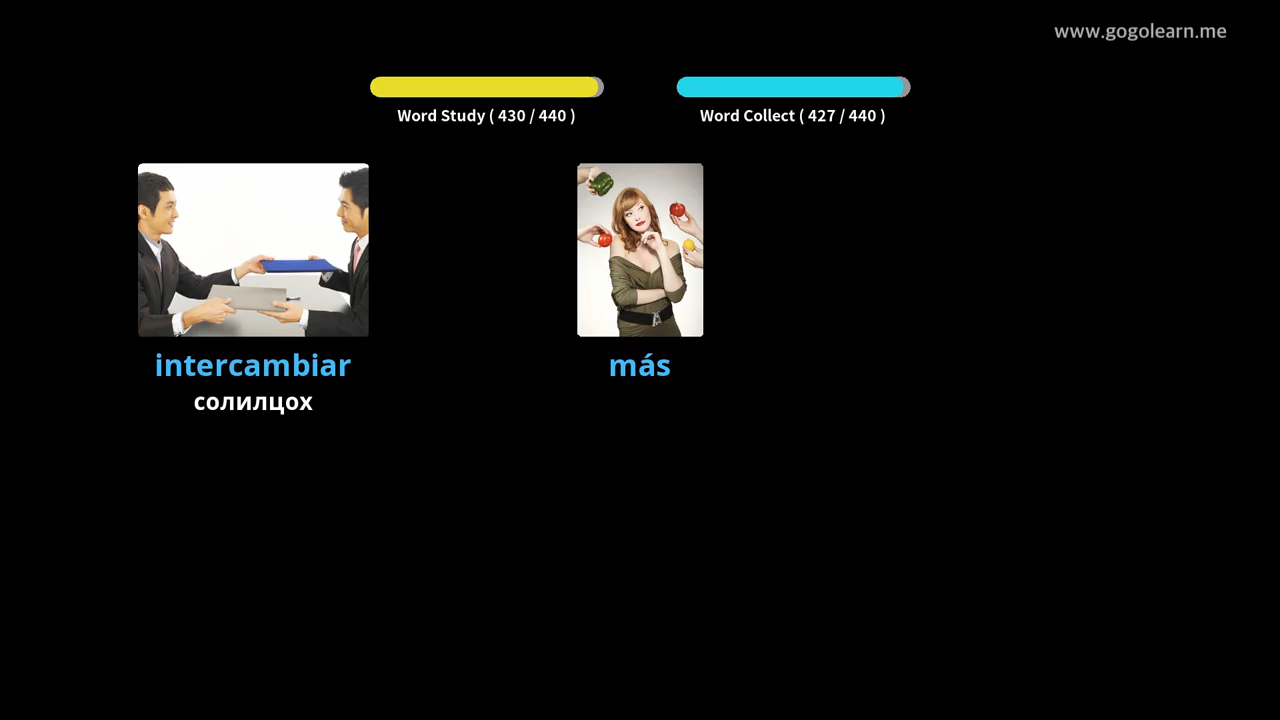 www.gogolearn.me
Word Study ( 430 / 440 )
Word Collect ( 427 / 440 )
intercambiar
más
солилцох